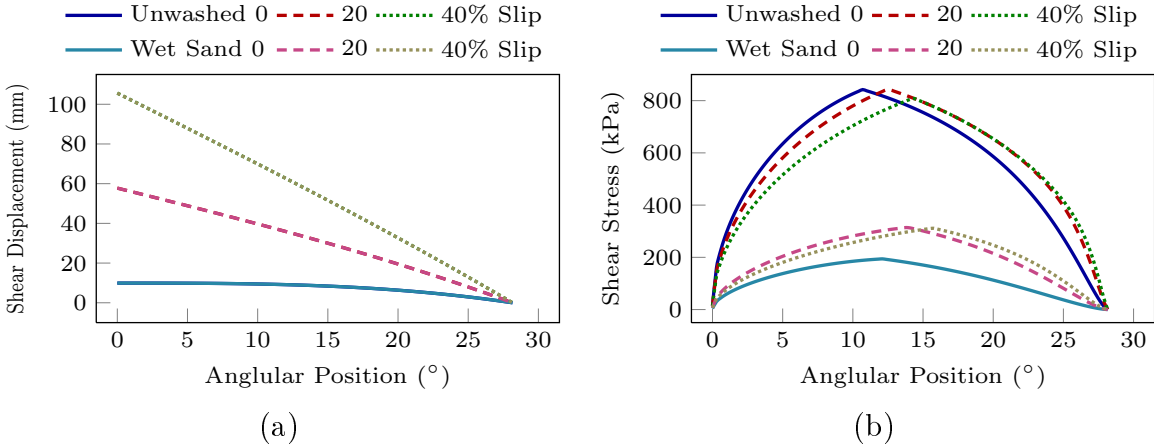 Unwashed 0 20 40% Slip
Wet Sand 0 20 40% Slip
Shear Displacement (mm)
100
80
60
40
20
0
0 5 10 15 20 25 30
Anglular Position (°)
(a)
Unwashed 0 20 40% Slip
Wet Sand 0 20 40% Slip
Shear Stress (kPa)
800
600
400
200
0
0 5 10 15 20 25 30
Anglular Position (°)
(b)